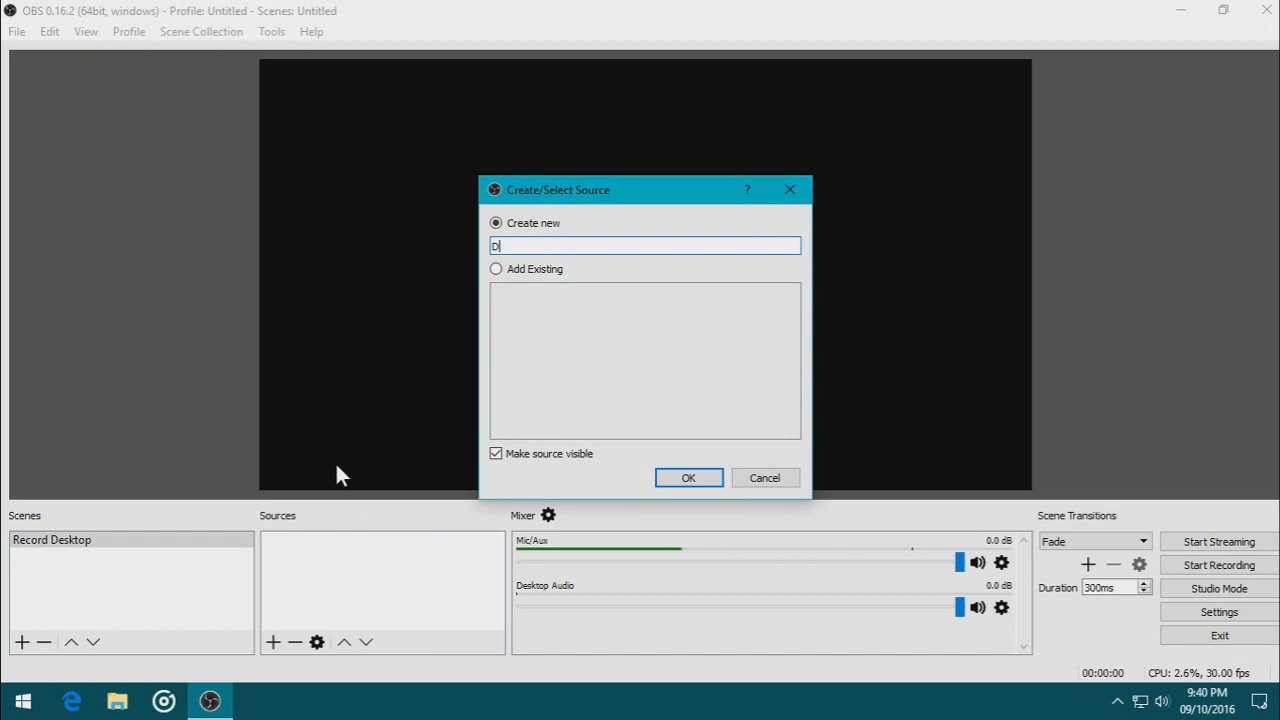 OBS 0.16.2 (64bit, windows) - Profile: Untitled - Scenes: Untitled
File Edit View Profile Scene Collection Tools Help
Create/Select Source ?
Create new
D
Add Existing
Make source visible
OK Cancel
Scenes Sources Mixer Scene Transitions
Record Desktop
Mic/Aux 0.0 dB
Desktop Audio 0.0 dB
Fade
Duration 300ms
Start Streaming
Start Recording
Studio Mode
Settings
Exit
00:00:00 CPU: 2.6%, 30.00 fps
9:40 PM
09/10/2016